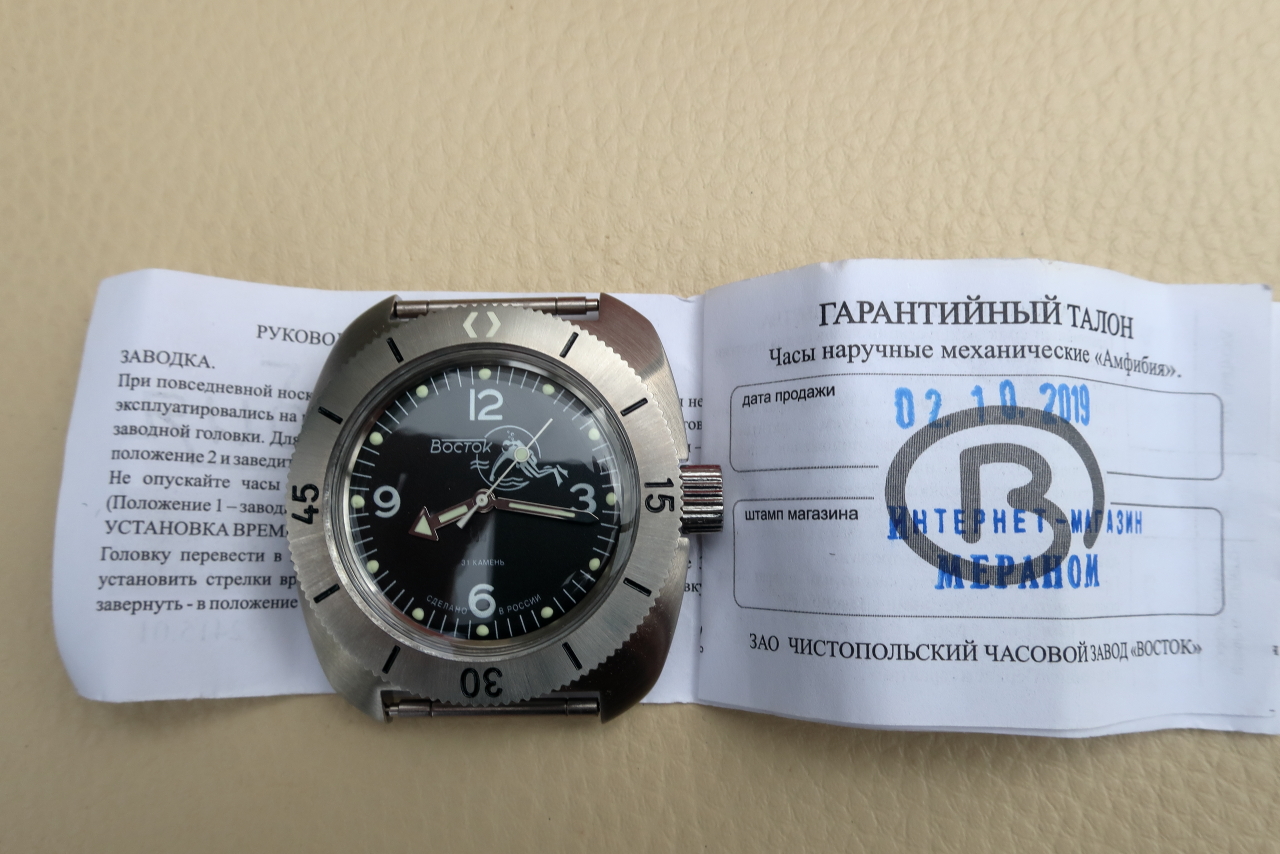 РУКОВО
ЗАВОДКА.
При повседневной носк
эксплуатировались на
заводной головки. Для
положение 2 и заведит
Не опускайте часы
(Положение 1 – завод
УСТАНОВКА ВРЕМ
Головку перевести в
установить стрелки вр
завернуть - в положение
12
Восток
9
3
31 КАМЕНЬ
6
СДЕЛАНО В РОССИИ
15
30
45
ГАРАНТИЙНЫЙ ТАЛОН
Часы наручные механические «Амфибия».
дата продажи
02 10 2019
В
штамп магазина
ИНТЕРНЕТ-МАГАЗИН
МЕРАНОМ
ЗАО ЧИСТОПОЛЬСКИЙ ЧАСОВОЙ ЗАВОД «ВОСТОК»